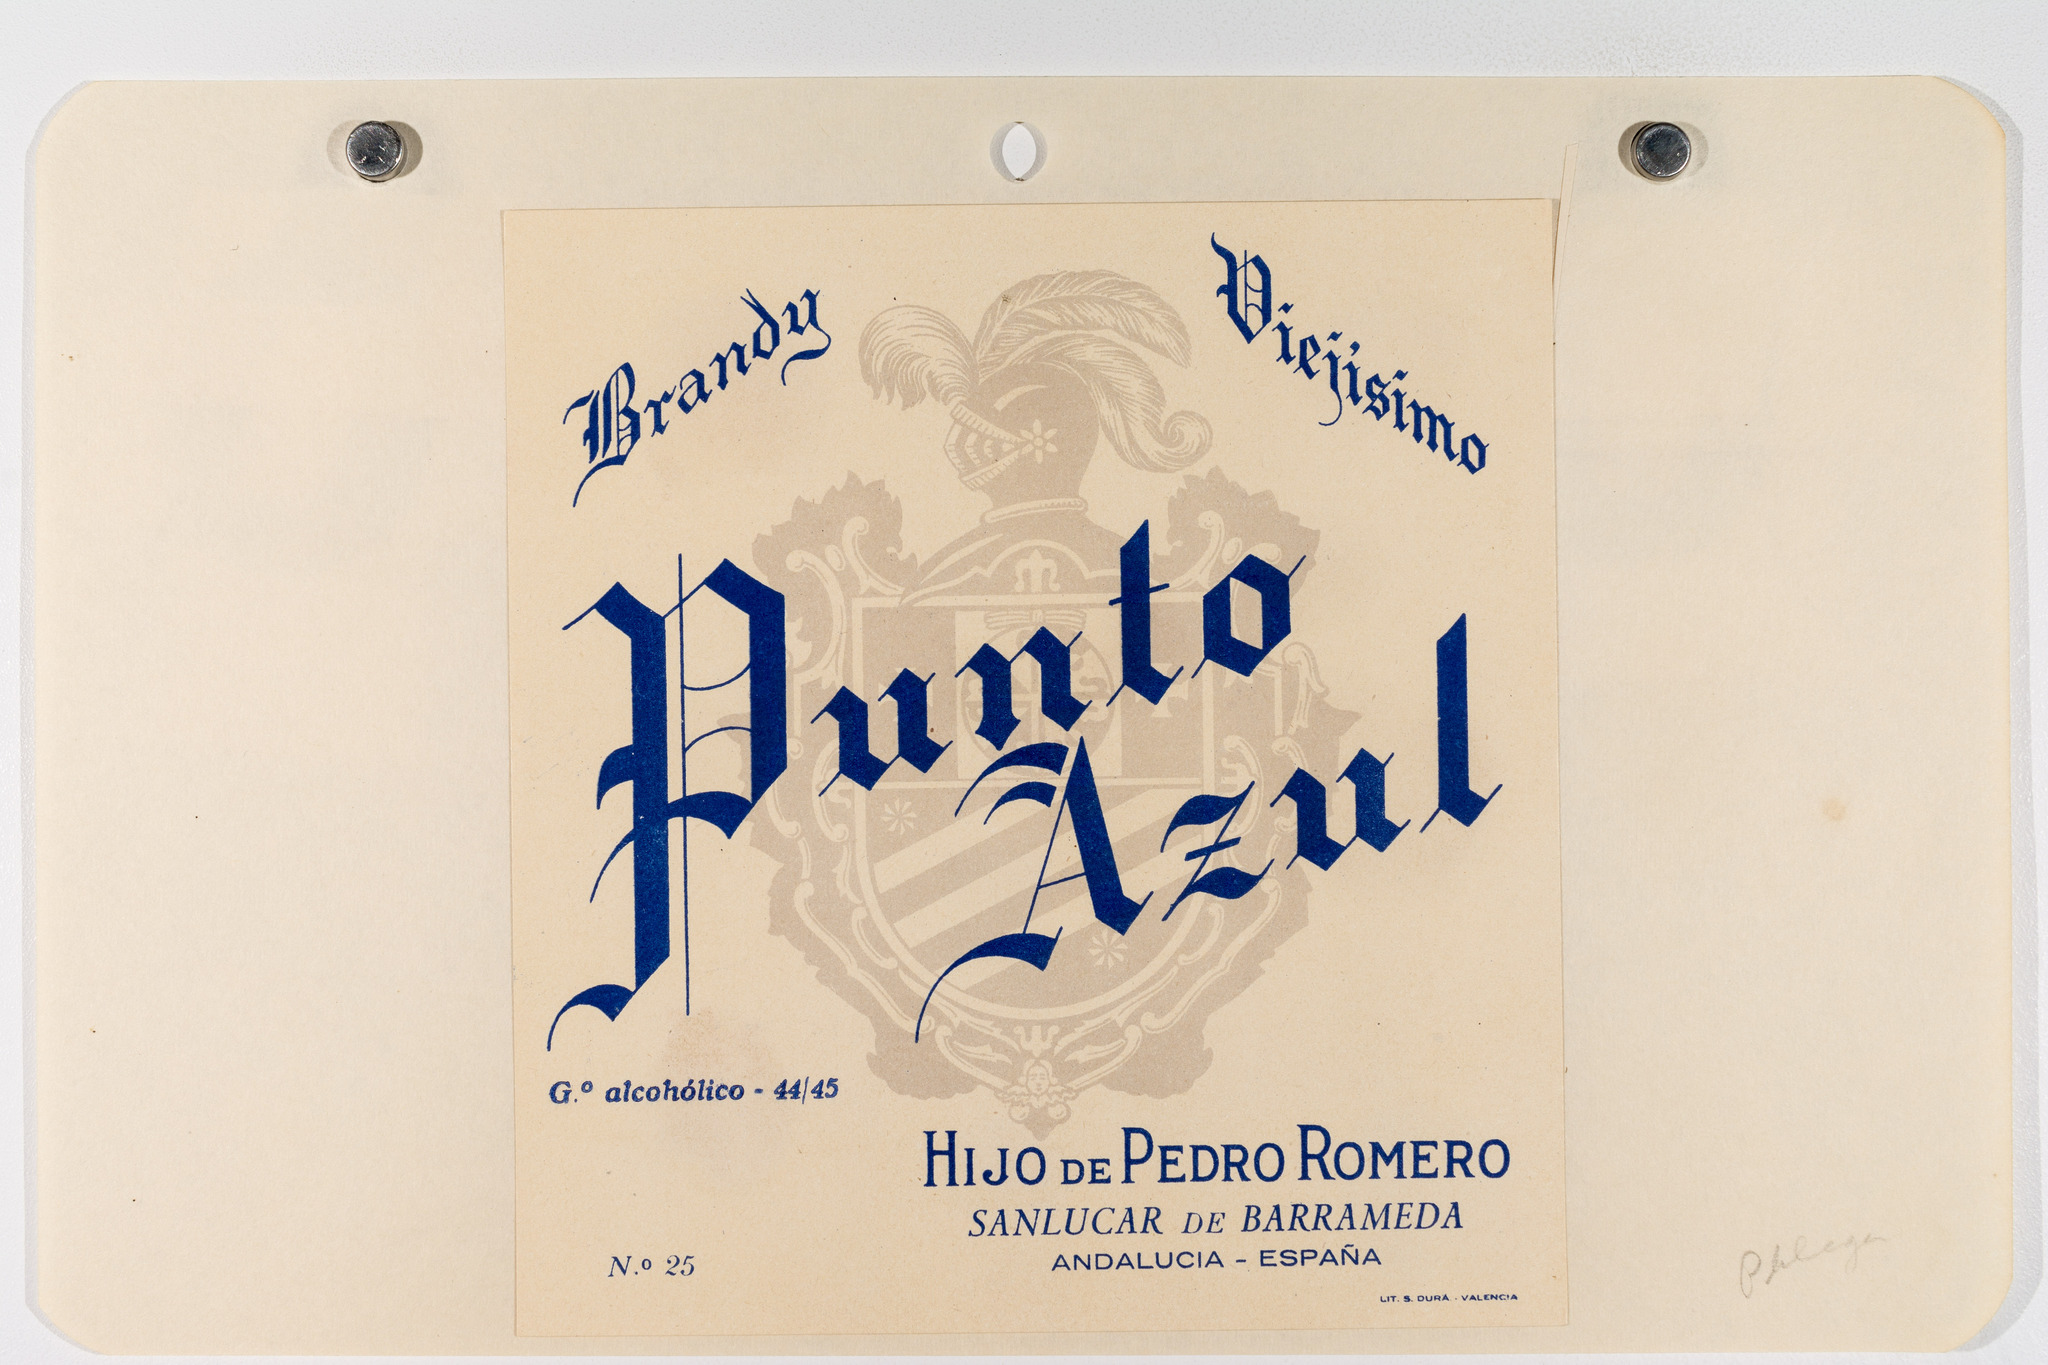 Brandy
Viejísimo
Punto
Azul
G.º alcohólico - 44/45
HIJO DE PEDRO ROMERO
SANLUCAR DE BARRAMEDA
ANDALUCIA - ESPAÑA
N.º 25
LIT. S. DURÁ - VALENCIA